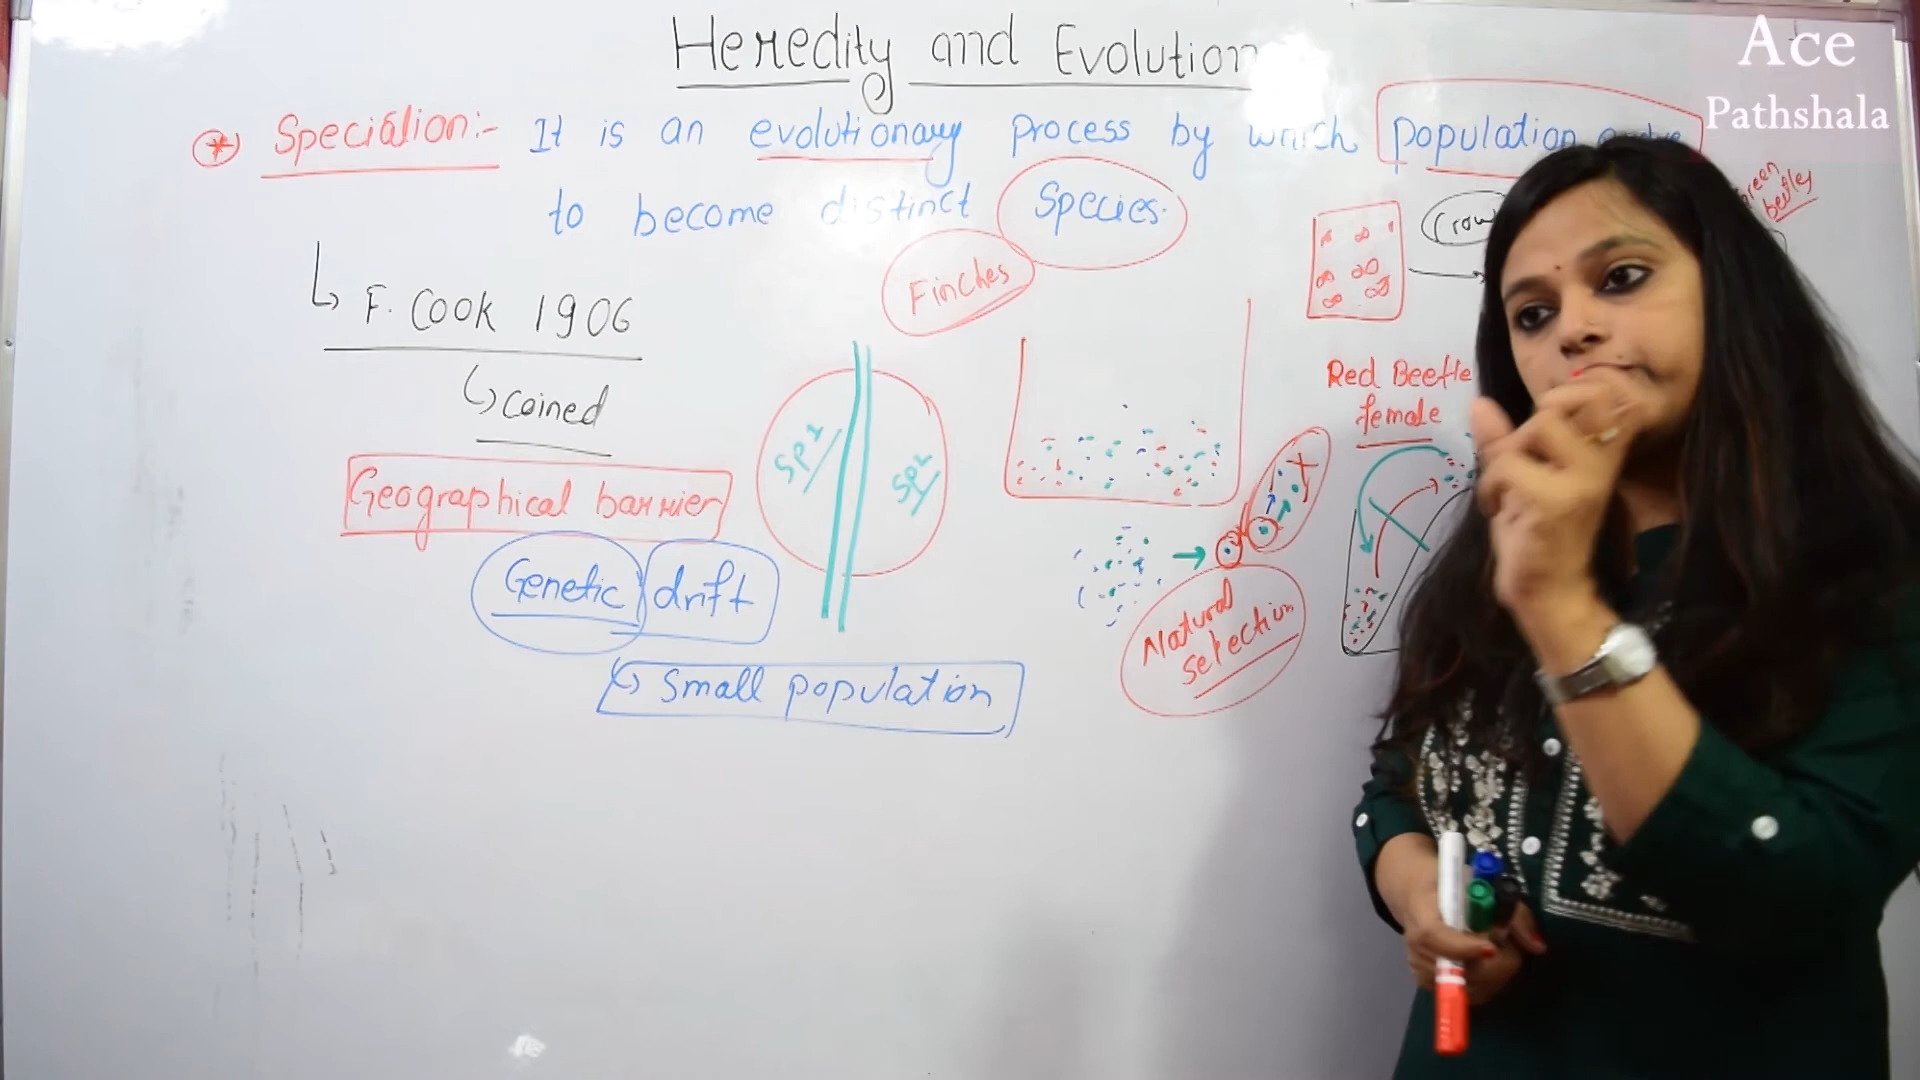 Heredity and Evolution
Ace
Pathshala
* Speciation:- It is an evolutionary process by which population
to become distinct Species.
Finches
Crow
green
beetles
↳ F. Cook 1906
↳ coined
Geographical barrier
Genetic drift
↳ Small population
SP1
SP2
Natural
selection
Red Beetle
female